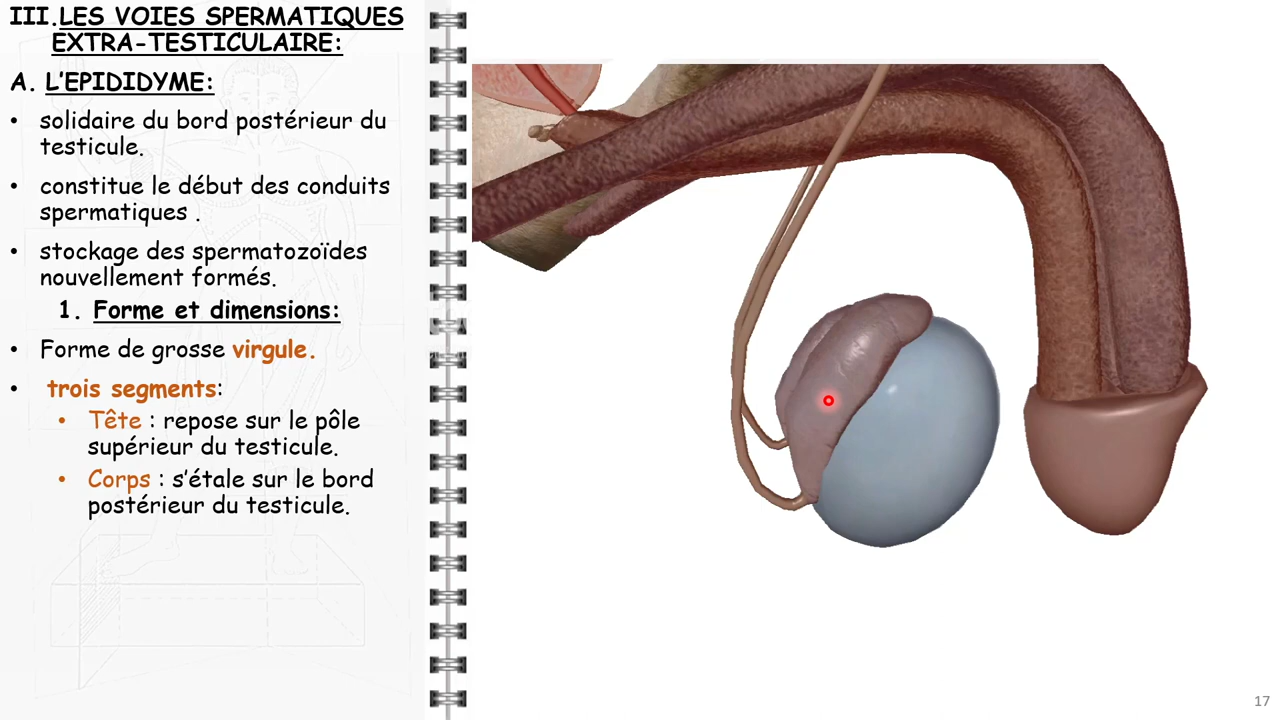 III.LES VOIES SPERMATIQUES
EXTRA-TESTICULAIRE:
A. L'EPIDIDYME:
• solidaire du bord postérieur du
testicule.
• constitue le début des conduits
spermatiques .
• stockage des spermatozoïdes
nouvellement formés.
1. Forme et dimensions:
• Forme de grosse virgule.
• trois segments:
• Tête : repose sur le pôle
supérieur du testicule.
• Corps : s'étale sur le bord
postérieur du testicule.
17